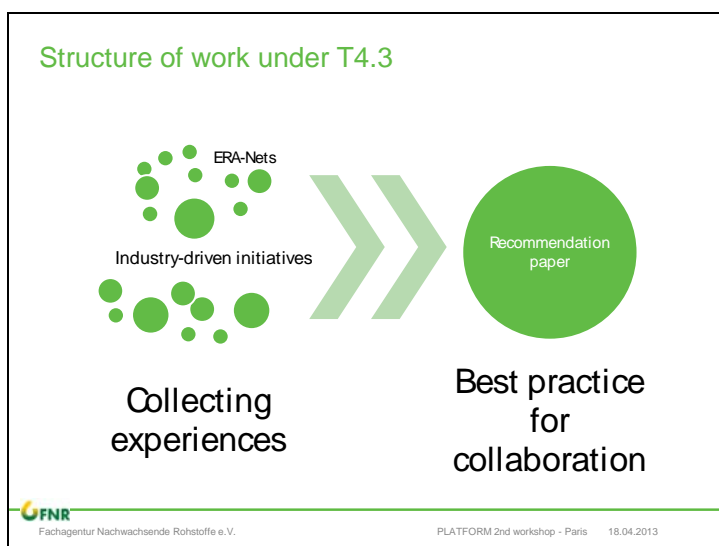 Structure of work under T4.3
ERA-Nets
Industry-driven initiatives
Recommendation
paper
Collecting
experiences
Best practice
for
collaboration
FNR
Fachagentur Nachwachsende Rohstoffe e.V.
PLATFORM 2nd workshop - Paris 18.04.2013